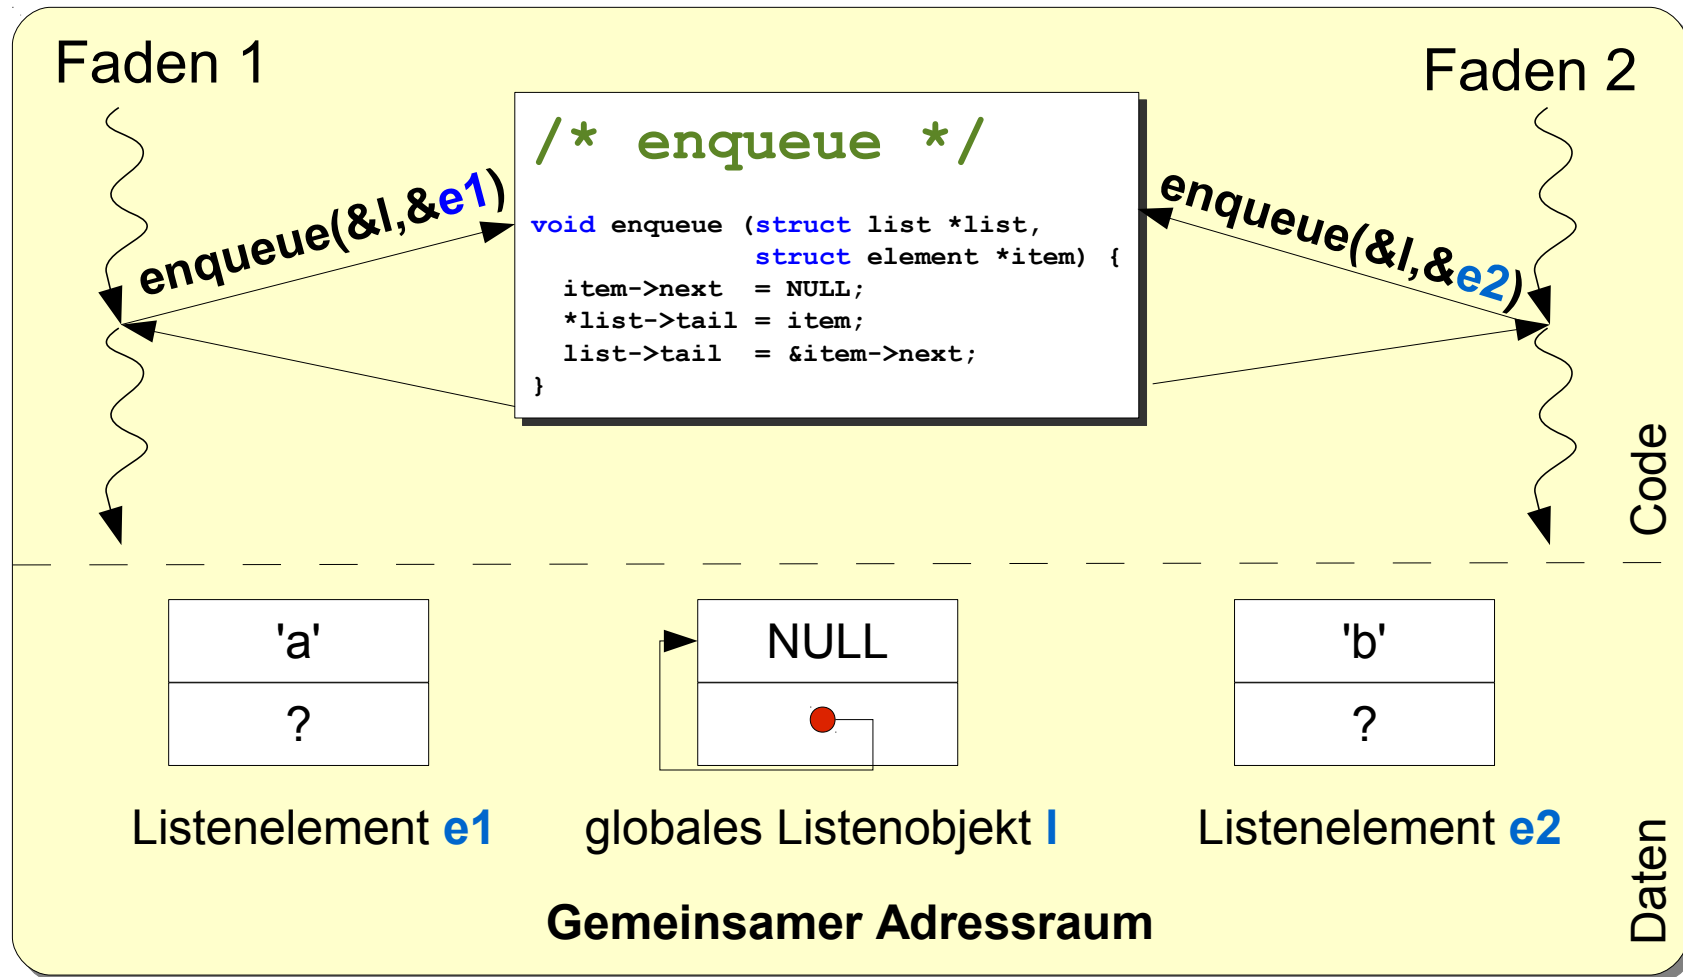 Faden 1
Faden 2
/* enqueue */
enqueue(&l,&e1)
enqueue(&l,&e2)
void enqueue (struct list *list,
struct element *item) {
item->next  = NULL;
*list->tail = item;
list->tail  = &item->next;
}
Code
'a'
?
NULL
'b'
?
Listenelement e1
globales Listenobjekt l
Listenelement e2
Daten
Gemeinsamer Adressraum